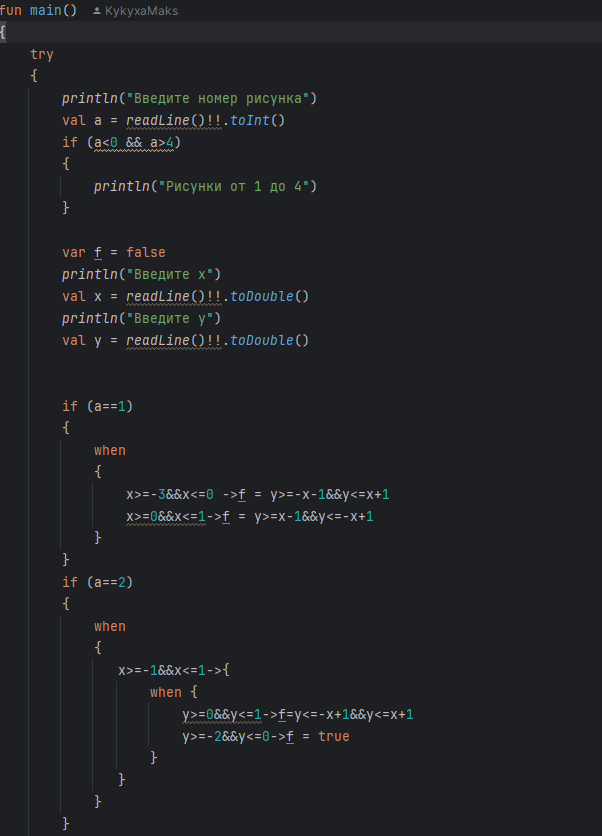 fun main() KykyxaMaks
{
try
{
println("Введите номер рисунка")
val a = readLine()!!.toInt()
if (a<0 && a>4)
{
println("Рисунки от 1 до 4")
}
var f = false
println("Введите x")
val x = readLine()!!.toDouble()
println("Введите y")
val y = readLine()!!.toDouble()
if (a==1)
{
when
{
x>=-3&&x<=0 ->f = y>=-x-1&&y<=x+1
x>=0&&x<=1->f = y>=x-1&&y<=-x+1
}
}
if (a==2)
{
when
{
x>=-1&&x<=1->{
when {
y>=0&&y<=1->f=y<=-x+1&&y<=x+1
y>=-2&&y<=0->f = true
}
}
}
}